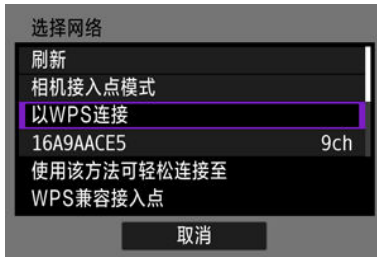 选择网络
刷新
相机接入点模式
以WPS连接
16A9AACE5 9ch
使用该方法可轻松连接至
WPS兼容接入点
取消